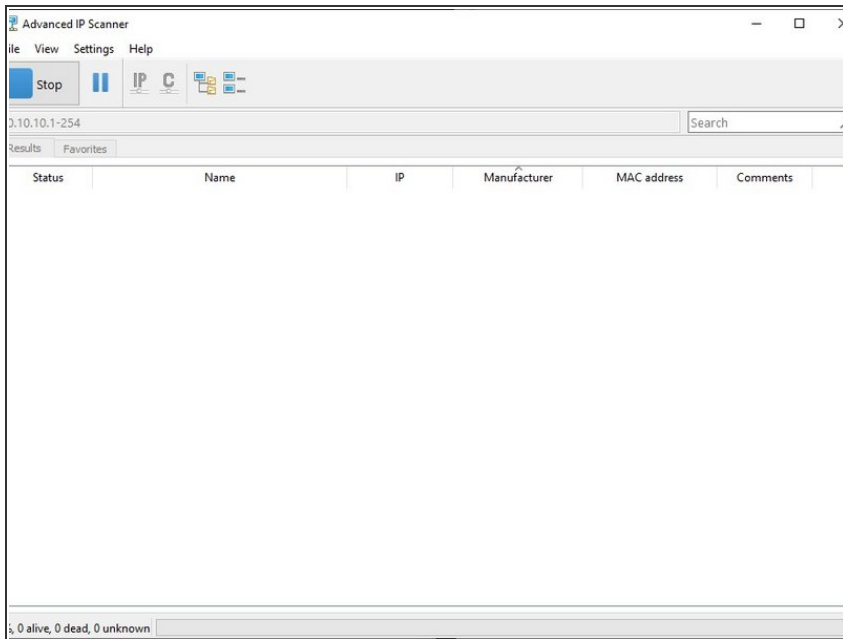 Advanced IP Scanner
ile View Settings Help
Stop IP C
0.10.10.1-254 Search
Results Favorites
Status Name IP Manufacturer MAC address Comments
%, 0 alive, 0 dead, 0 unknown